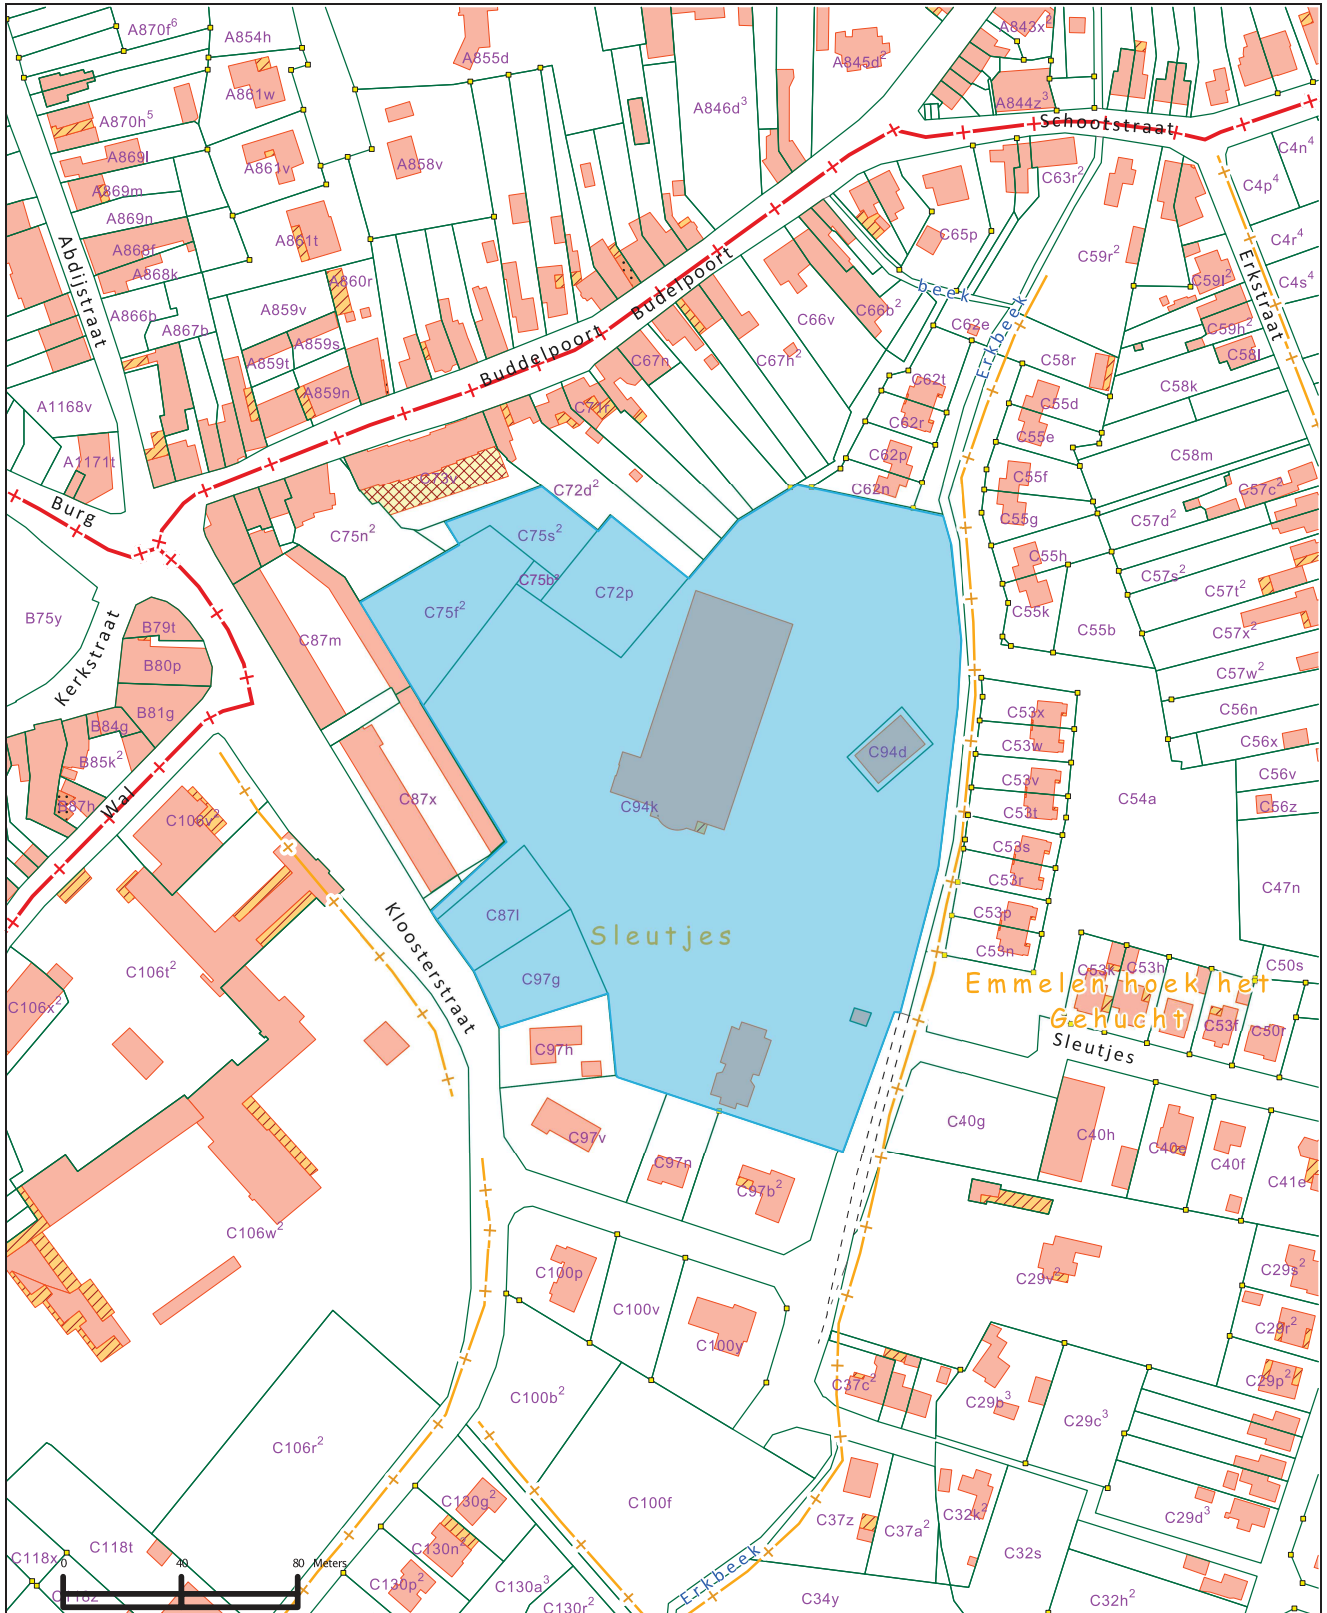 A870f⁶
A854h
A855d
A843x²
A845d²
A861w
A846d³
A844z³
Schootstraat
A870h⁵
A858v
A869l
A861v
C63r²
C4n⁴
A869m
C4p⁴
A869n
C65p
A868f
A861t
C59r²
C4r⁴
Abdijstraat
A868k
A860r
Budelpoort
beek
C59l²
C4s⁴
Erkstraat
A866b
A867b
A859v
C66v
C66b²
C62e
Erkbeek
C59h²
A859s
Buddelpoort
A859t
C67n
C67h²
C58r
C58l
A859n
C62t
C58k
A1168v
C71f
C62r
C55d
C55e
A1171t
C73v
C62p
C58m
C72d²
C62n
C55f
C57c²
Burg
C75n²
C75s²
C55g
C57d²
C75b²
C55h
C57s²
C72p
C57t²
B75y
C75f²
C55k
C55b
C57x²
B79t
C87m
Kerkstraat
B80p
C57w²
B81g
C53x
C56n
B84g
C53w
C56x
B85k²
C94d
C53v
C56v
Wal
B87h
C87x
C94k
C53t
C54a
C56z
C106v²
C53s
C53r
C47n
C87l
C53p
Kloosterstraat
Sleutjes
C53n
C53k
C53h
C50s
C106t²
C97g
Emmelen hoek het
Gehucht
C106x²
C53f
C50r
C97h
Sleutjes
C40g
C40h
C97v
C40e
C40f
C97n
C97b²
C41e
C106w²
C100p
C29v²
C29s²
C100v
C100y
C29r²
C37c²
C29p²
C100b²
C29b³
C29c³
C106r²
C130g²
C100f
C37z
C37a²
C32k²
C29d³
C118x
C118t
C130n²
C32s
0 40 80 Meters
C130p²
C130a³
Erkbeek
C118z
C130r²
C34y
C32h²